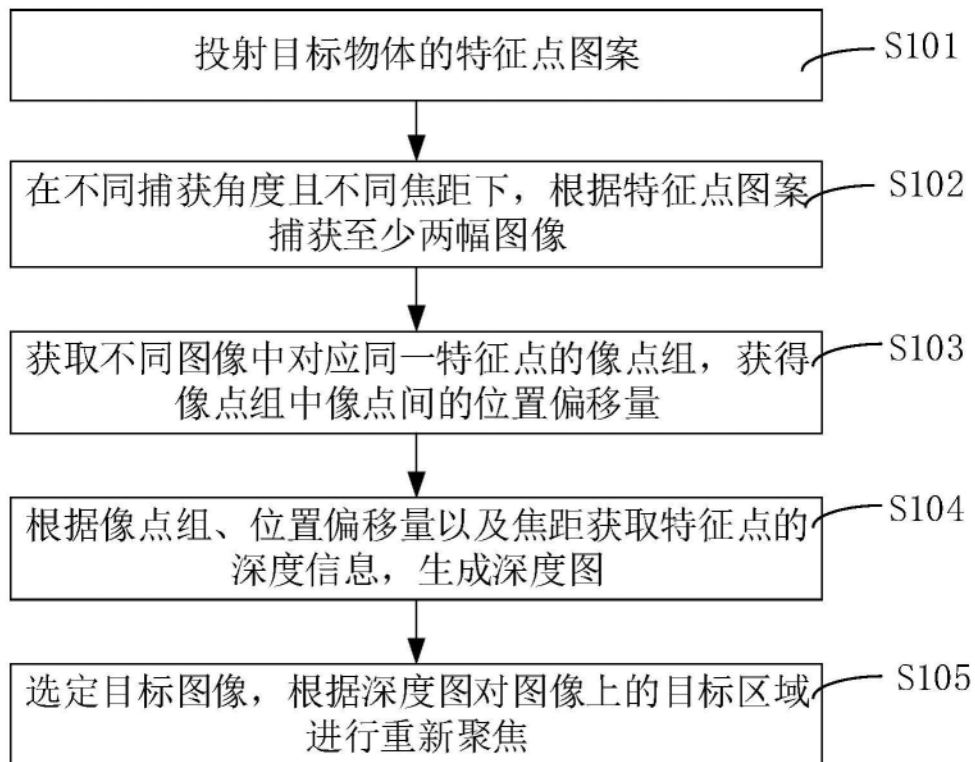 投射目标物体的特征点图案
S101
在不同捕获角度且不同焦距下，根据特征点图案
捕获至少两幅图像
S102
获取不同图像中对应同一特征点的像点组，获得
像点组中像点间的位置偏移量
S103
根据像点组、位置偏移量以及焦距获取特征点的
深度信息，生成深度图
S104
选定目标图像，根据深度图对图像上的目标区域
进行重新聚焦
S105